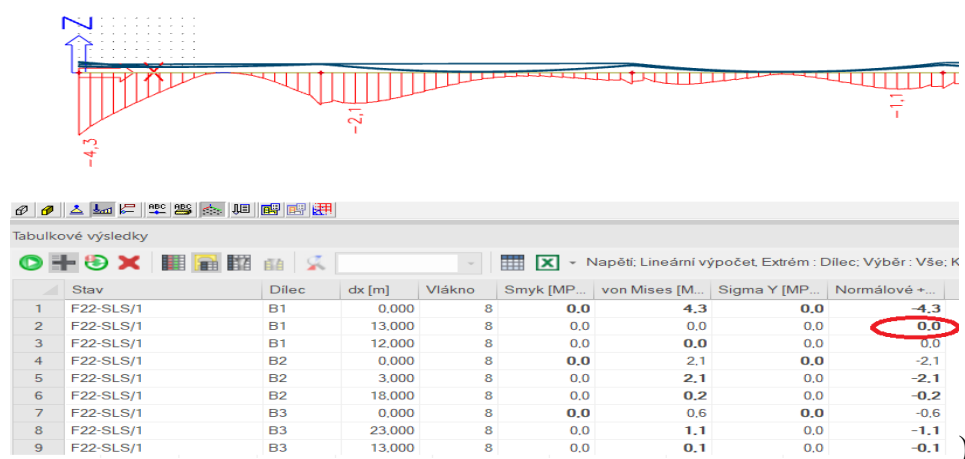 Z
X
-4,3
-2,1
-1,1
ABC ABC
Tabulkové výsledky
Napětí; Lineární výpočet, Extrém : Dílec; Výběr : Vše; K
Stav Dílec dx [m] Vlákno Smyk [MP... von Mises [M... Sigma Y [MP... Normálové +...
1 F22-SLS/1 B1 0,000 8 0.0 4.3 0.0 -4.3
2 F22-SLS/1 B1 13,000 8 0,0 0,0 0,0 0.0
3 F22-SLS/1 B1 12,000 8 0,0 0.0 0,0 0,0
4 F22-SLS/1 B2 0,000 8 0.0 2,1 0.0 -2,1
5 F22-SLS/1 B2 3,000 8 0,0 2,1 0,0 -2,1
6 F22-SLS/1 B2 18,000 8 0,0 0,2 0,0 -0,2
7 F22-SLS/1 B3 0,000 8 0.0 0,6 0.0 -0,6
8 F22-SLS/1 B3 23,000 8 0,0 1,1 0,0 -1,1
9 F22-SLS/1 B3 13,000 8 0,0 0,1 0,0 -0,1
)